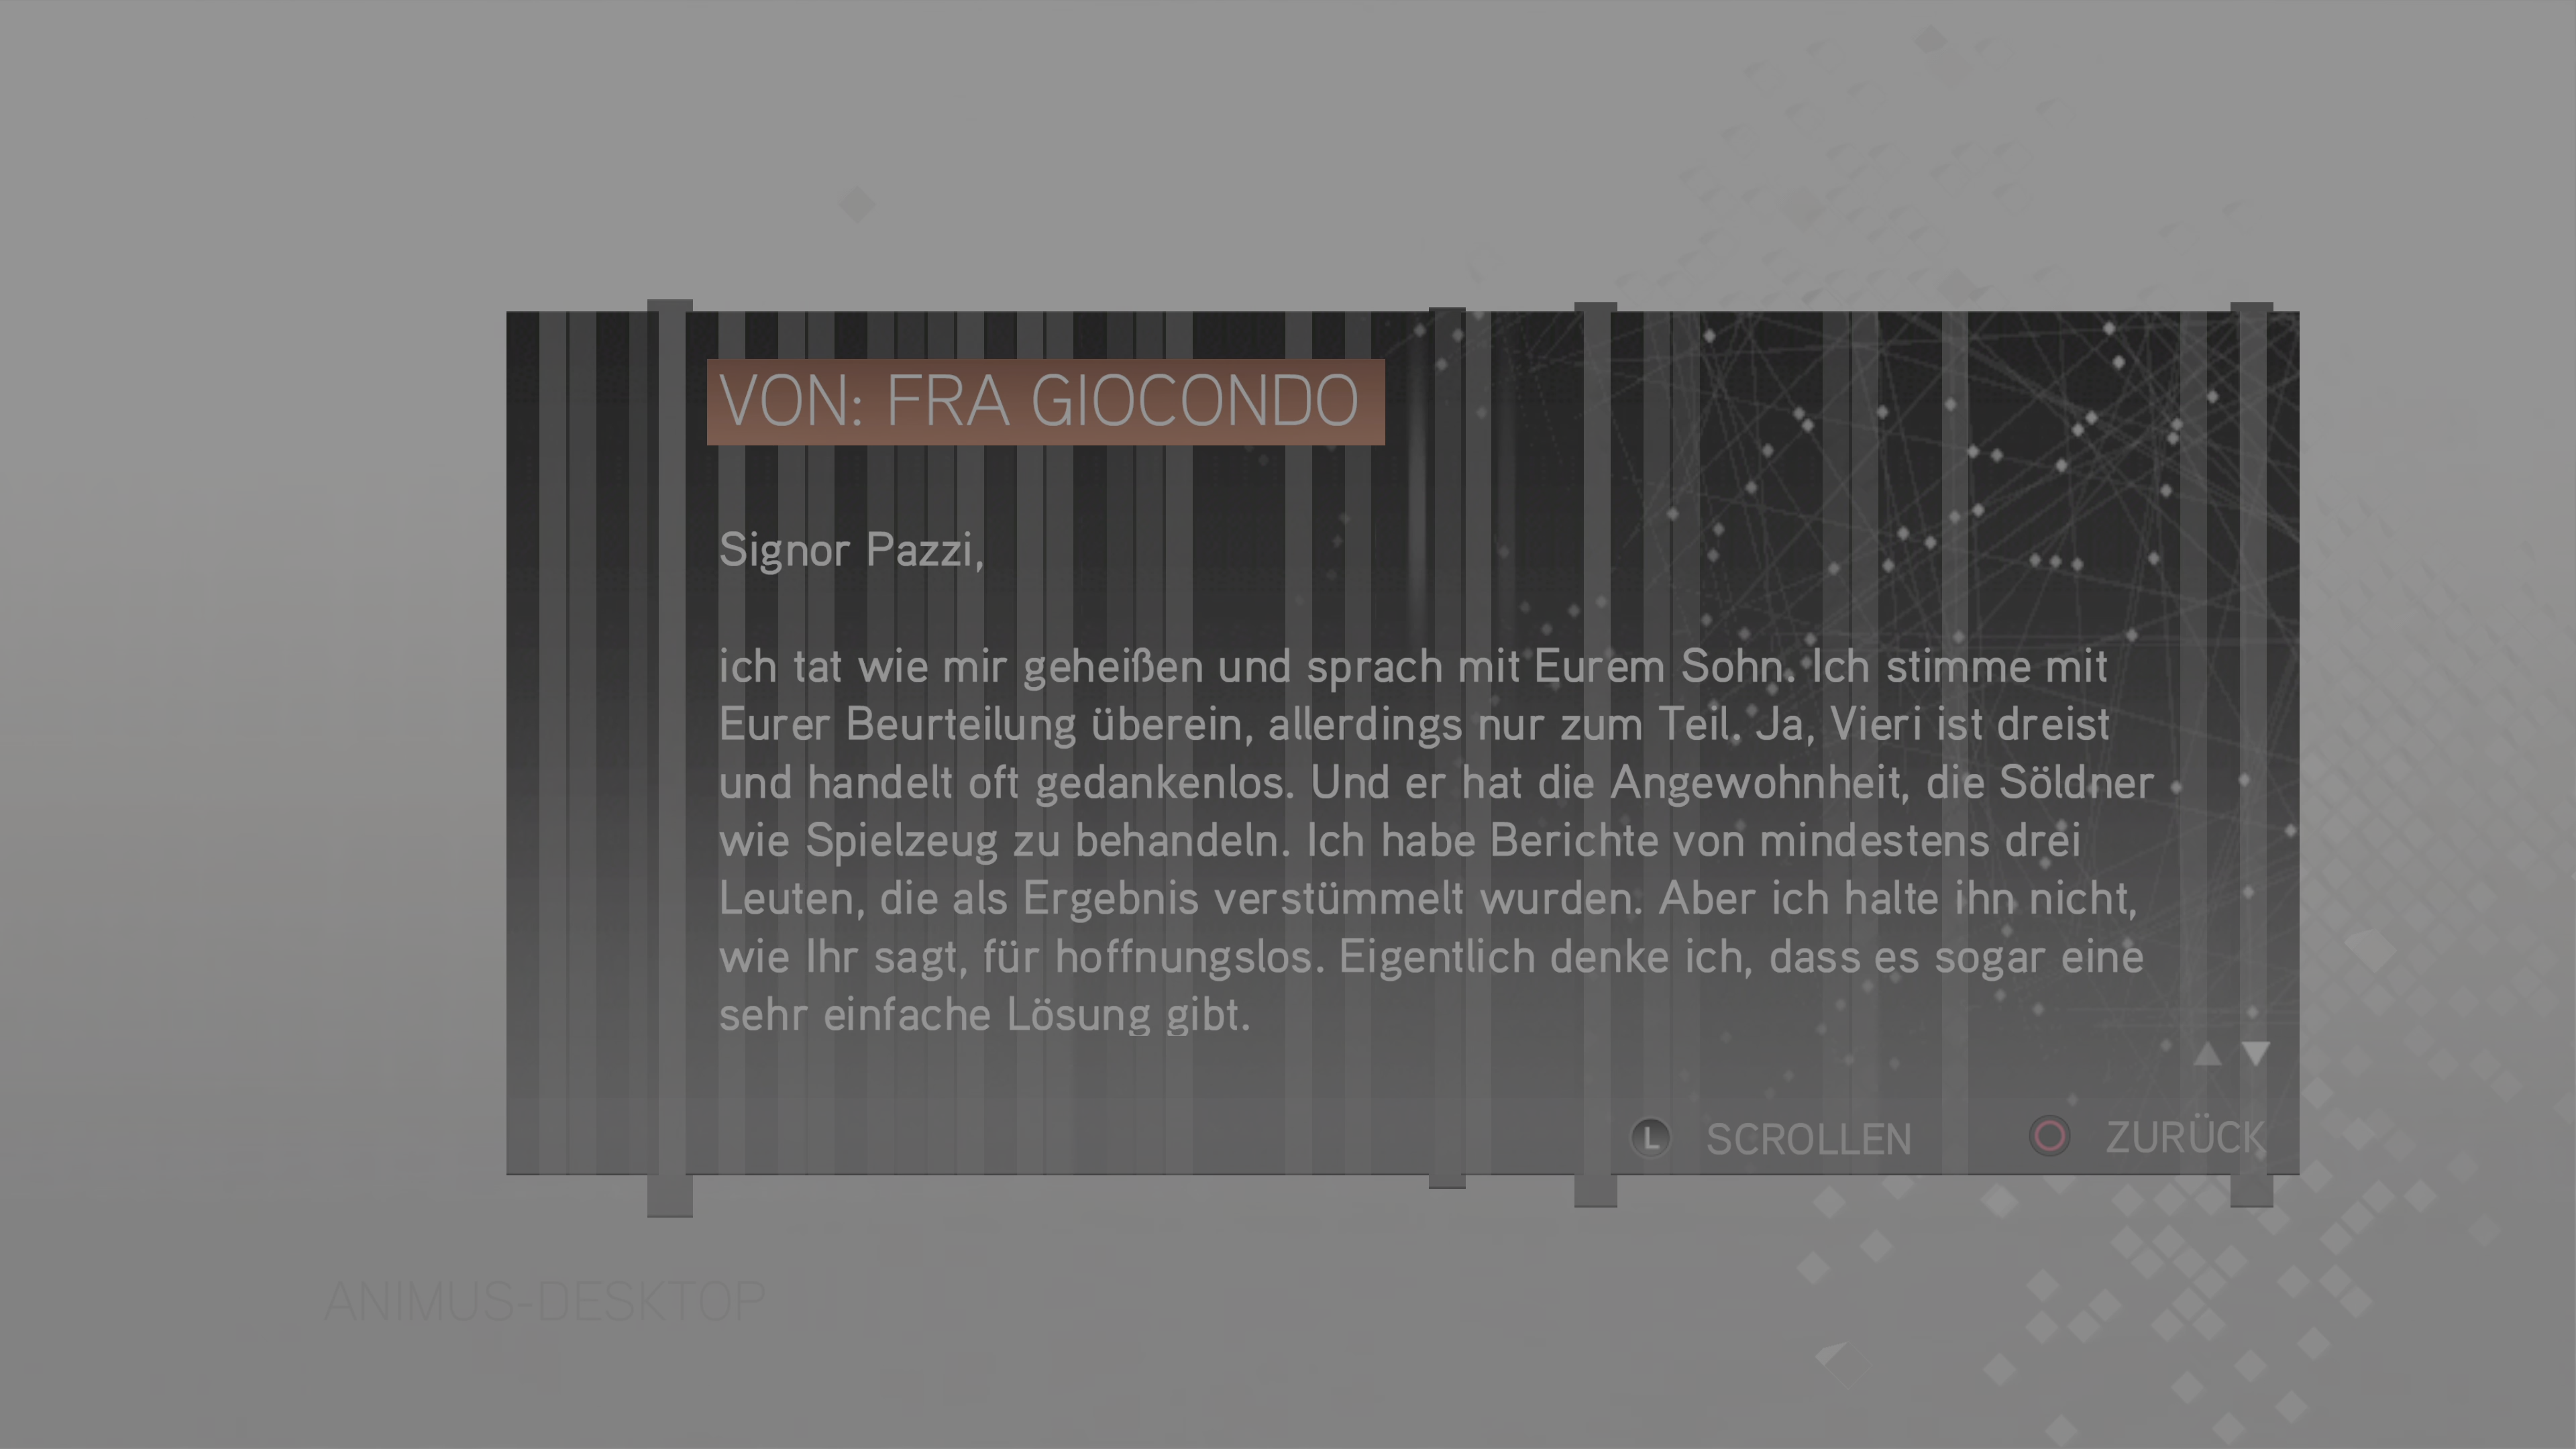 VON: FRA GIOCONDO
Signor Pazzi,
ich tat wie mir geheißen und sprach mit Eurem Sohn. Ich stimme mit
Eurer Beurteilung überein, allerdings nur zum Teil. Ja, Vieri ist dreist
und handelt oft gedankenlos. Und er hat die Angewohnheit, die Söldner
wie Spielzeug zu behandeln. Ich habe Berichte von mindestens drei
Leuten, die als Ergebnis verstümmelt wurden. Aber ich halte ihn nicht,
wie Ihr sagt, für hoffnungslos. Eigentlich denke ich, dass es sogar eine
sehr einfache Lösung gibt.
L SCROLLEN ZURÜCK
ANIMUS-DESKTOP